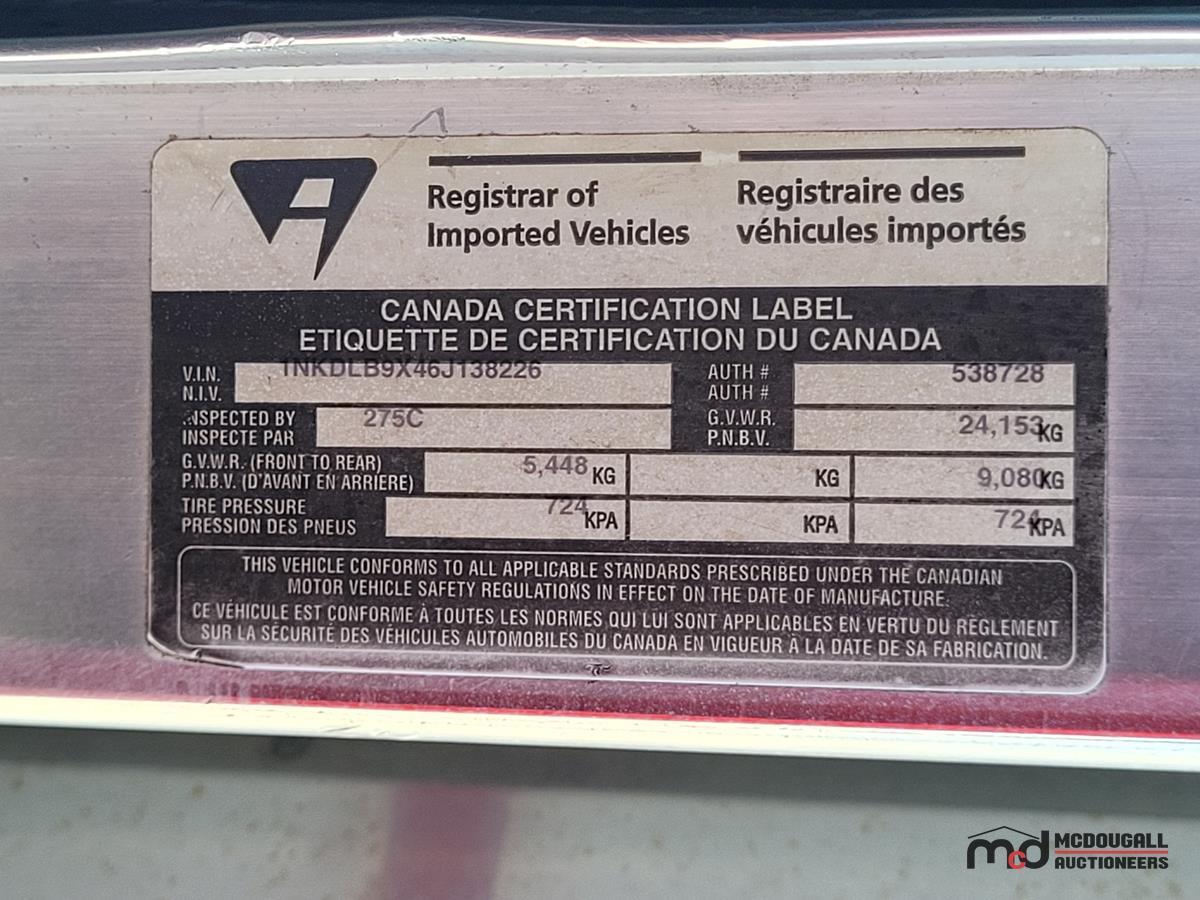 Registrar of
Imported Vehicles
Registraire des
véhicules importés
CANADA CERTIFICATION LABEL
ETIQUETTE DE CERTIFICATION DU CANADA
V.I.N. 1NKDLB9X46J138226 AUTH # 538728
N.I.V. AUTH #
INSPECTED BY 275C G.V.W.R. 24,153 KG
INSPECTE PAR P.N.B.V.
G.V.W.R. (FRONT TO REAR) 5,448 KG KG 9,080 KG
P.N.B.V. (D'AVANT EN ARRIERE)
TIRE PRESSURE 724 KPA KPA 724 KPA
PRESSION DES PNEUS
THIS VEHICLE CONFORMS TO ALL APPLICABLE STANDARDS PRESCRIBED UNDER THE CANADIAN
MOTOR VEHICLE SAFETY REGULATIONS IN EFFECT ON THE DATE OF MANUFACTURE.
CE VÉHICULE EST CONFORME À TOUTES LES NORMES QUI LUI SONT APPLICABLES EN VERTU DU RÈGLEMENT
SUR LA SÉCURITÉ DES VÉHICULES AUTOMOBILES DU CANADA EN VIGUEUR À LA DATE DE SA FABRICATION.
mcd MCDOUGALL
AUCTIONEERS